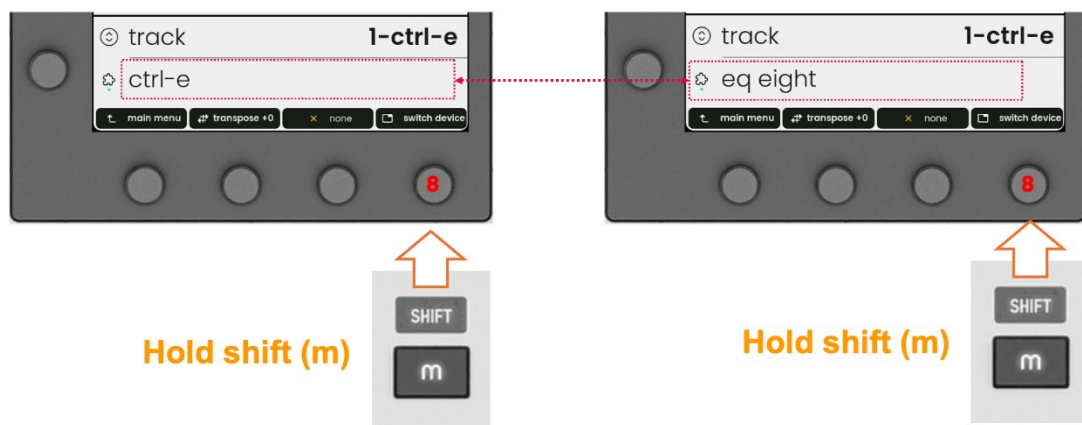 track 1-ctrl-e
ctrl-e
main menu transpose +0 × none switch device
8
SHIFT
m
Hold shift (m)
track 1-ctrl-e
eq eight
main menu transpose +0 × none switch device
8
SHIFT
m
Hold shift (m)